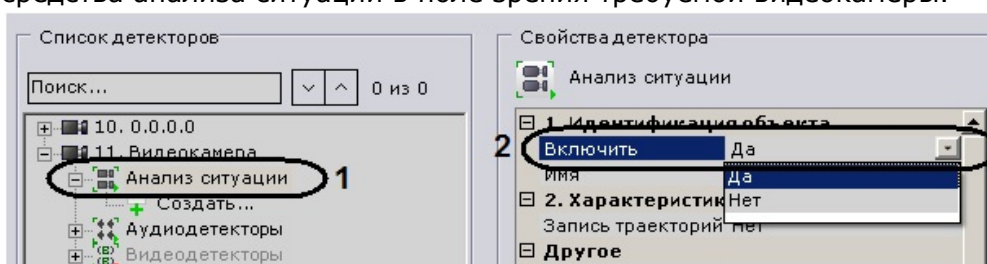 средства анализа ситуации в поле зрения требуемой видеокамеры.
Список детекторов
Свойства детектора
Поиск...
0 из 0
Анализ ситуации
10. 0.0.0.0
1. Идентификация объекта
11. Видеокамера
2
Включить
Да
Анализ ситуации
1
Имя
Да
Создать...
2. Характеристик
Нет
Аудиодетекторы
Запись траекторий
Нет
Видеодетекторы
Другое